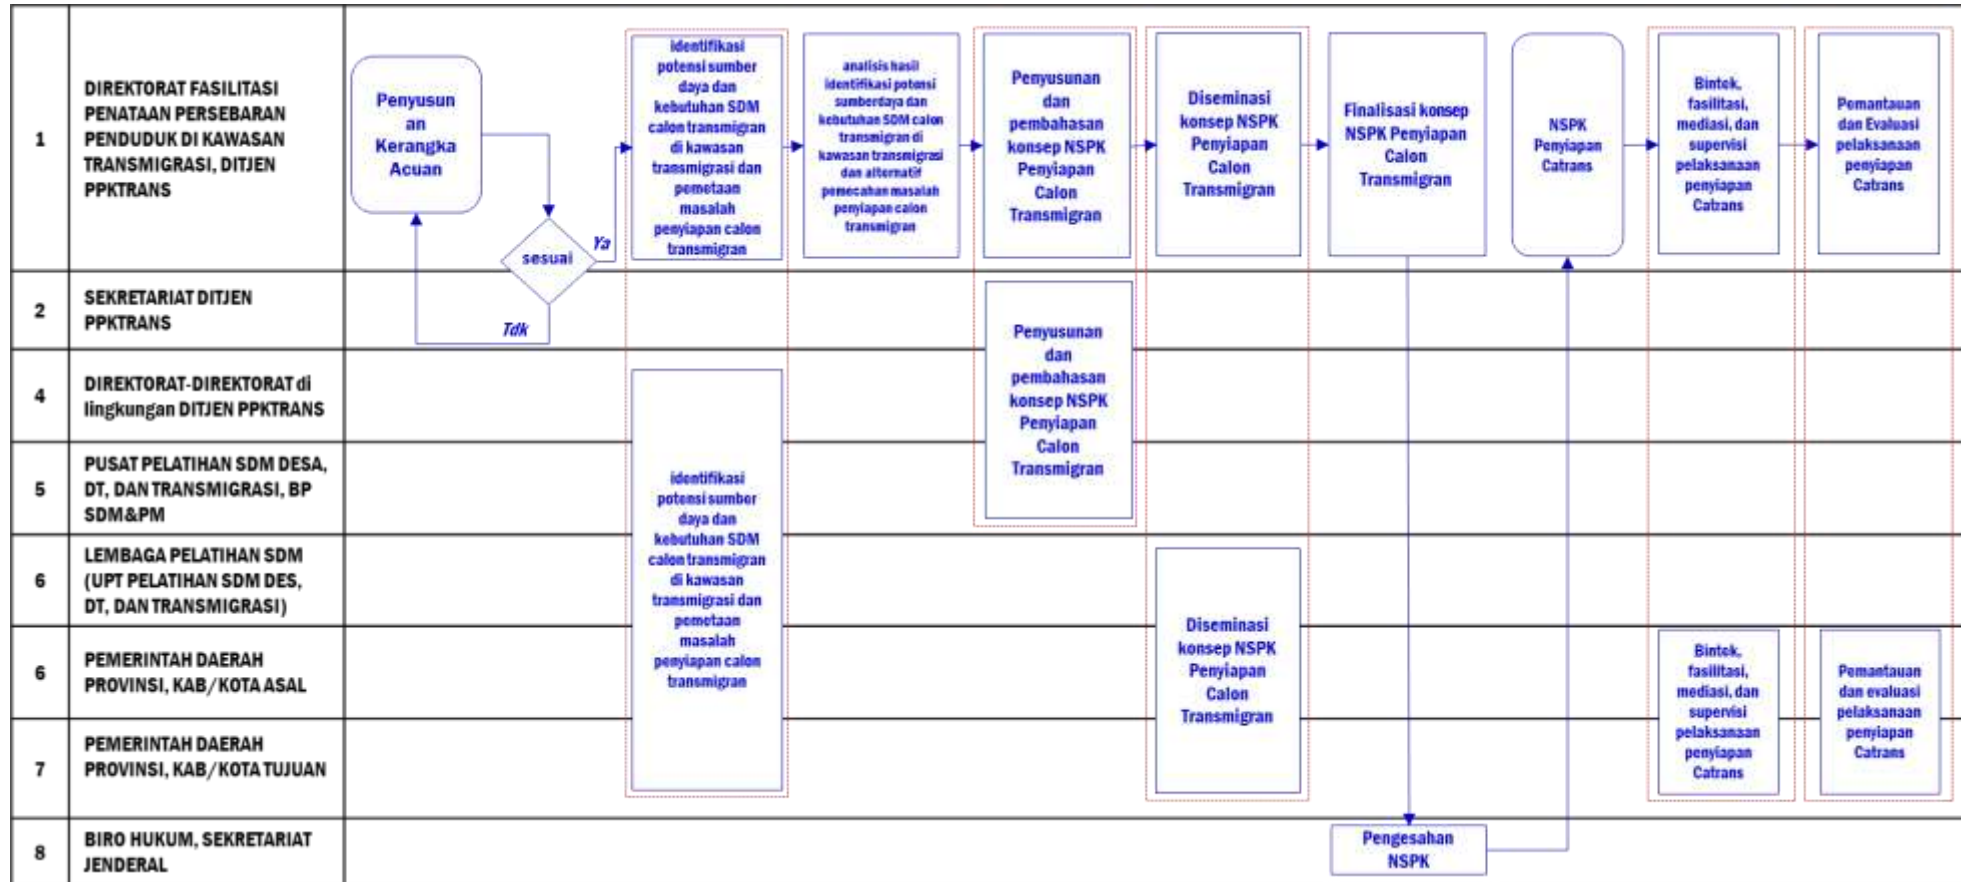 1
DIREKTORAT FASILITASI
PENATAAN PERSEBARAN
PENDUDUK DI KAWASAN
TRANSMIGRASI, DITJEN
PPKTRANS
Penyusun
an
Kerangka
Acuan
sesuai
Ya
Tdk
identifikasi
potensi sumber
daya dan
kebutuhan SDM
calon transmigran
di kawasan
transmigrasi dan
pemetaan
masalah
penyiapan calon
transmigran
analisis hasil
identifikasi potensi
sumberdaya dan
kebutuhan SDM calon
transmigran di
kawasan transmigrasi
dan alternatif
pemecahan masalah
penyiapan calon
transmigran
Penyusunan
dan
pembahasan
konsep NSPK
Penyiapan
Calon
Transmigran
Diseminasi
konsep NSPK
Penyiapan
Calon
Transmigran
Finalisasi konsep
NSPK Penyiapan
Calon
Transmigran
NSPK
Penyiapan
Catrans
Bintek,
fasilitasi,
mediasi, dan
supervisi
pelaksanaan
penyiapan
Catrans
Pemantauan
dan Evaluasi
pelaksanaan
penyiapan
Catrans
2
SEKRETARIAT DITJEN
PPKTRANS
Penyusunan
dan
pembahasan
konsep NSPK
Penyiapan
Calon
Transmigran
4
DIREKTORAT-DIREKTORAT di
lingkungan DITJEN PPKTRANS
5
PUSAT PELATIHAN SDM DESA,
DT, DAN TRANSMIGRASI, BP
SDM&PM
identifikasi
potensi sumber
daya dan
kebutuhan SDM
calon transmigran
di kawasan
transmigrasi dan
pemetaan
masalah
penyiapan calon
transmigran
6
LEMBAGA PELATIHAN SDM
(UPT PELATIHAN SDM DES,
DT, DAN TRANSMIGRASI)
Diseminasi
konsep NSPK
Penyiapan
Calon
Transmigran
6
PEMERINTAH DAERAH
PROVINSI, KAB/KOTA ASAL
Bintek,
fasilitasi,
mediasi, dan
supervisi
pelaksanaan
penyiapan
Catrans
Pemantauan
dan evaluasi
pelaksanaan
penyiapan
Catrans
7
PEMERINTAH DAERAH
PROVINSI, KAB/KOTA TUJUAN
8
BIRO HUKUM, SEKRETARIAT
JENDERAL
Pengesahan
NSPK